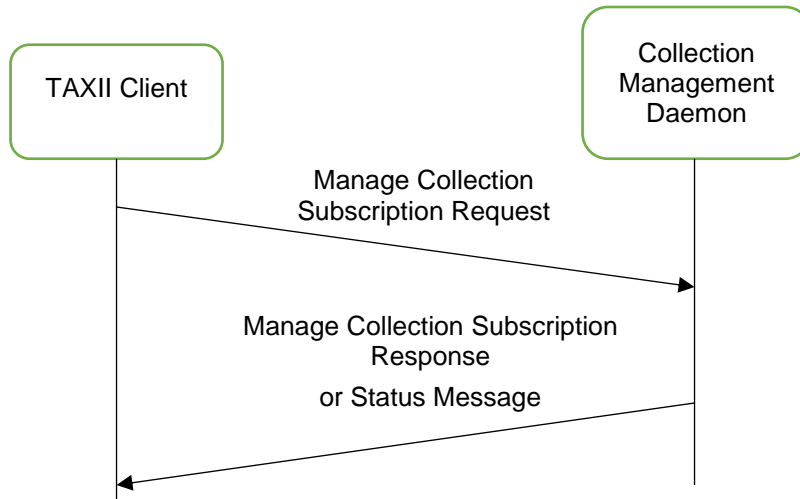 TAXII Client
Collection
Management
Daemon
Manage Collection
Subscription Request
Manage Collection Subscription
Response
or Status Message